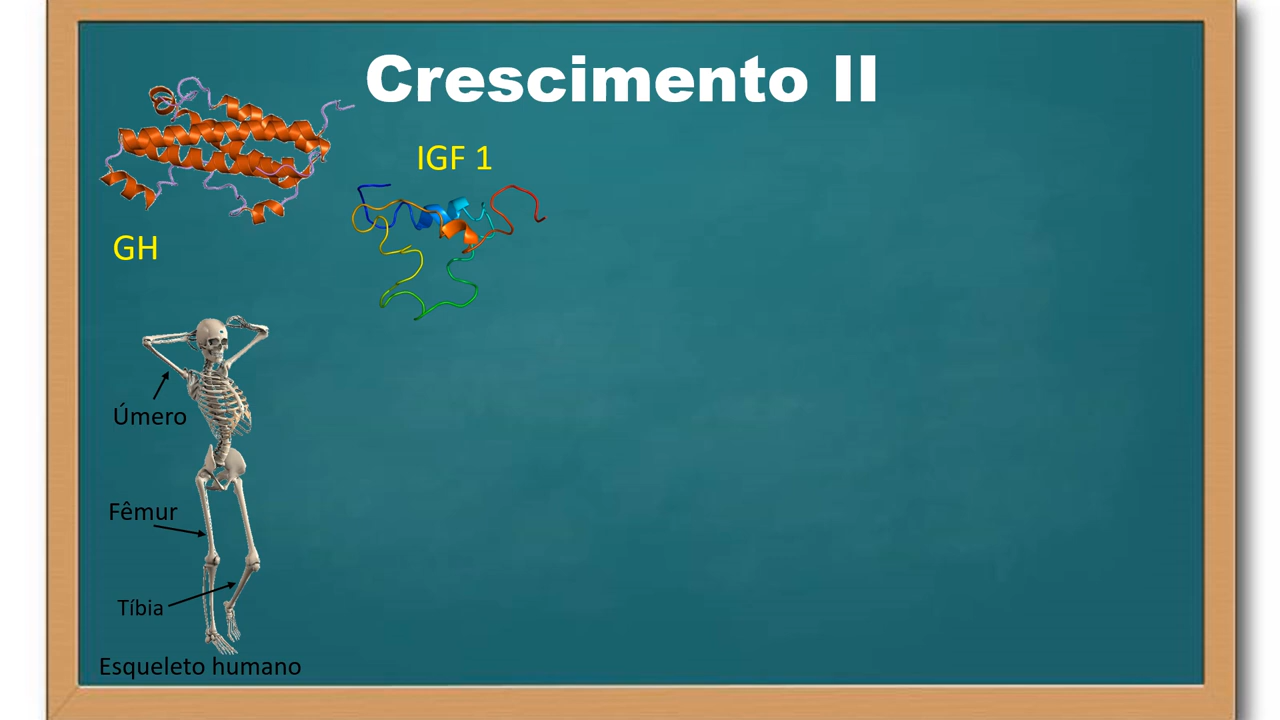 Crescimento II
IGF 1
GH
Úmero
Fêmur
Tíbia
Esqueleto humano